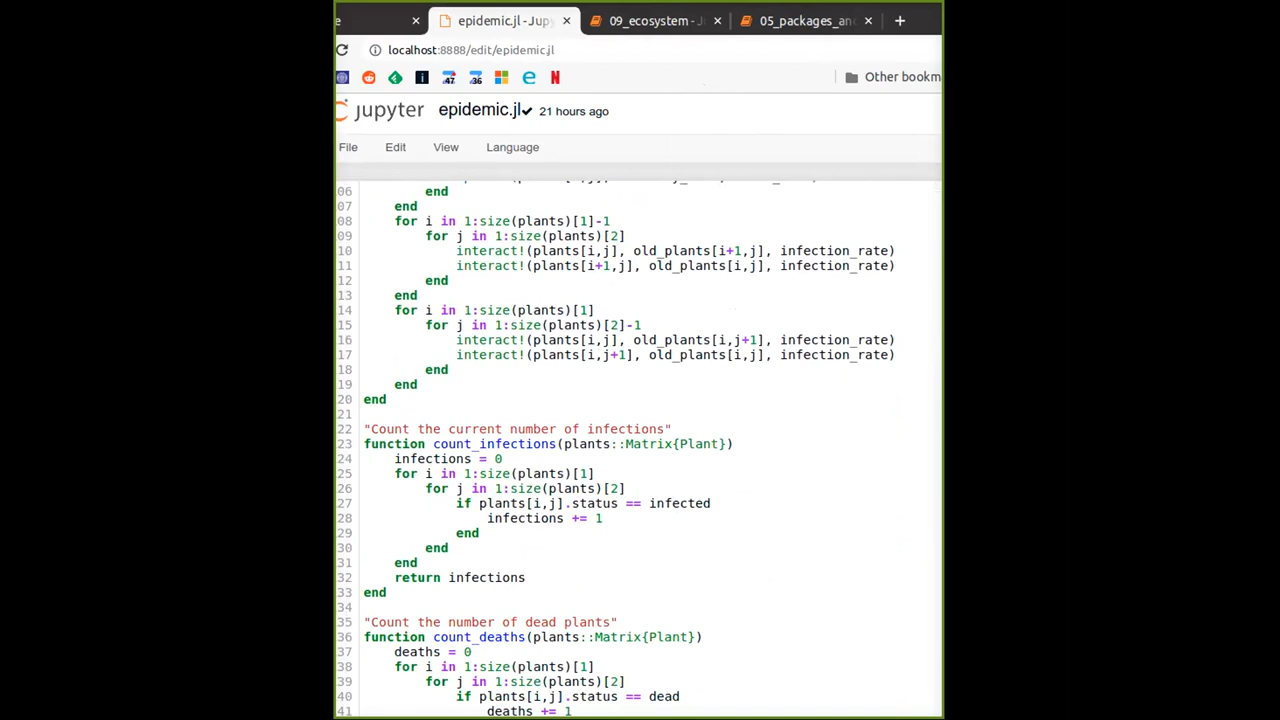 e × epidemic.jl - Jupy × 09_ecosystem - J × 05_packages_an × +
localhost:8888/edit/epidemic.jl
47 36 Other bookm
jupyter epidemic.jl✔ 21 hours ago
File Edit View Language
06 end
07 end
08 for i in 1:size(plants)[1]-1
09 for j in 1:size(plants)[2]
10 interact!(plants[i,j], old_plants[i+1,j], infection_rate)
11 interact!(plants[i+1,j], old_plants[i,j], infection_rate)
12 end
13 end
14 for i in 1:size(plants)[1]
15 for j in 1:size(plants)[2]-1
16 interact!(plants[i,j], old_plants[i,j+1], infection_rate)
17 interact!(plants[i,j+1], old_plants[i,j], infection_rate)
18 end
19 end
20 end
21
22 "Count the current number of infections"
23 function count_infections(plants::Matrix{Plant})
24 infections = 0
25 for i in 1:size(plants)[1]
26 for j in 1:size(plants)[2]
27 if plants[i,j].status == infected
28 infections += 1
29 end
30 end
31 end
32 return infections
33 end
34
35 "Count the number of dead plants"
36 function count_deaths(plants::Matrix{Plant})
37 deaths = 0
38 for i in 1:size(plants)[1]
39 for j in 1:size(plants)[2]
40 if plants[i,j].status == dead
41 deaths += 1